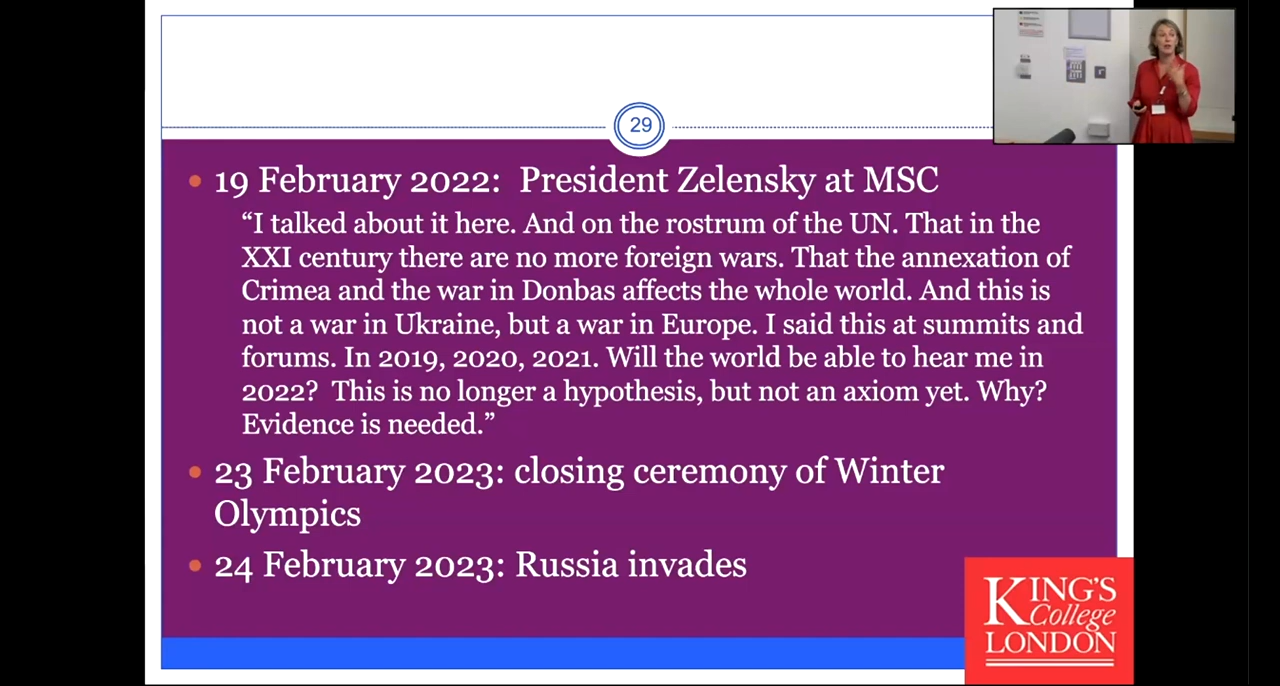 29
• 19 February 2022: President Zelensky at MSC
“I talked about it here. And on the rostrum of the UN. That in the
XXI century there are no more foreign wars. That the annexation of
Crimea and the war in Donbas affects the whole world. And this is
not a war in Ukraine, but a war in Europe. I said this at summits and
forums. In 2019, 2020, 2021. Will the world be able to hear me in
2022? This is no longer a hypothesis, but not an axiom yet. Why?
Evidence is needed.”
• 23 February 2023: closing ceremony of Winter
Olympics
• 24 February 2023: Russia invades
KING'S
College
LONDON